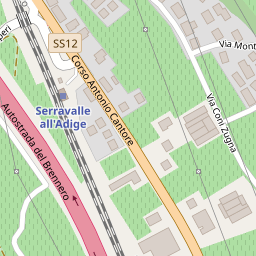 SS12
Corso Antonio Cantore
Via Mont
Serravalle
all'Adige
Via Coni Zugna
Autostrada del Brennero